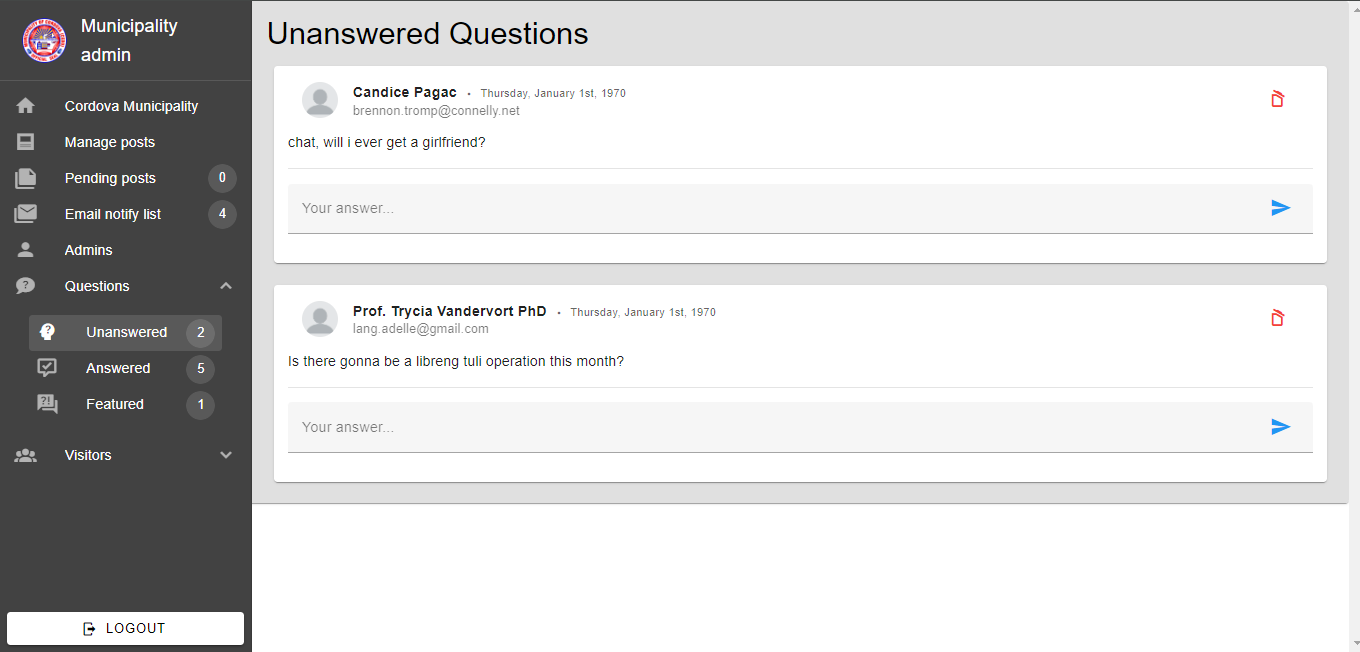 Municipality
admin
Cordova Municipality
Manage posts
Pending posts 0
Email notify list 4
Admins
Questions
Unanswered 2
Answered 5
Featured 1
Visitors
LOGOUT
Unanswered Questions
Candice Pagac • Thursday, January 1st, 1970
brennon.tromp@connelly.net
chat, will i ever get a girlfriend?
Your answer...
Prof. Trycia Vandervort PhD • Thursday, January 1st, 1970
lang.adelle@gmail.com
Is there gonna be a libreng tuli operation this month?
Your answer...